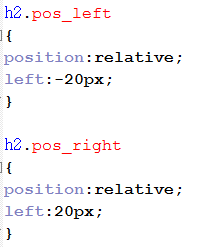 h2.pos_left
{
position:relative;
left:-20px;
}
h2.pos_right
{
position:relative;
left:20px;
}